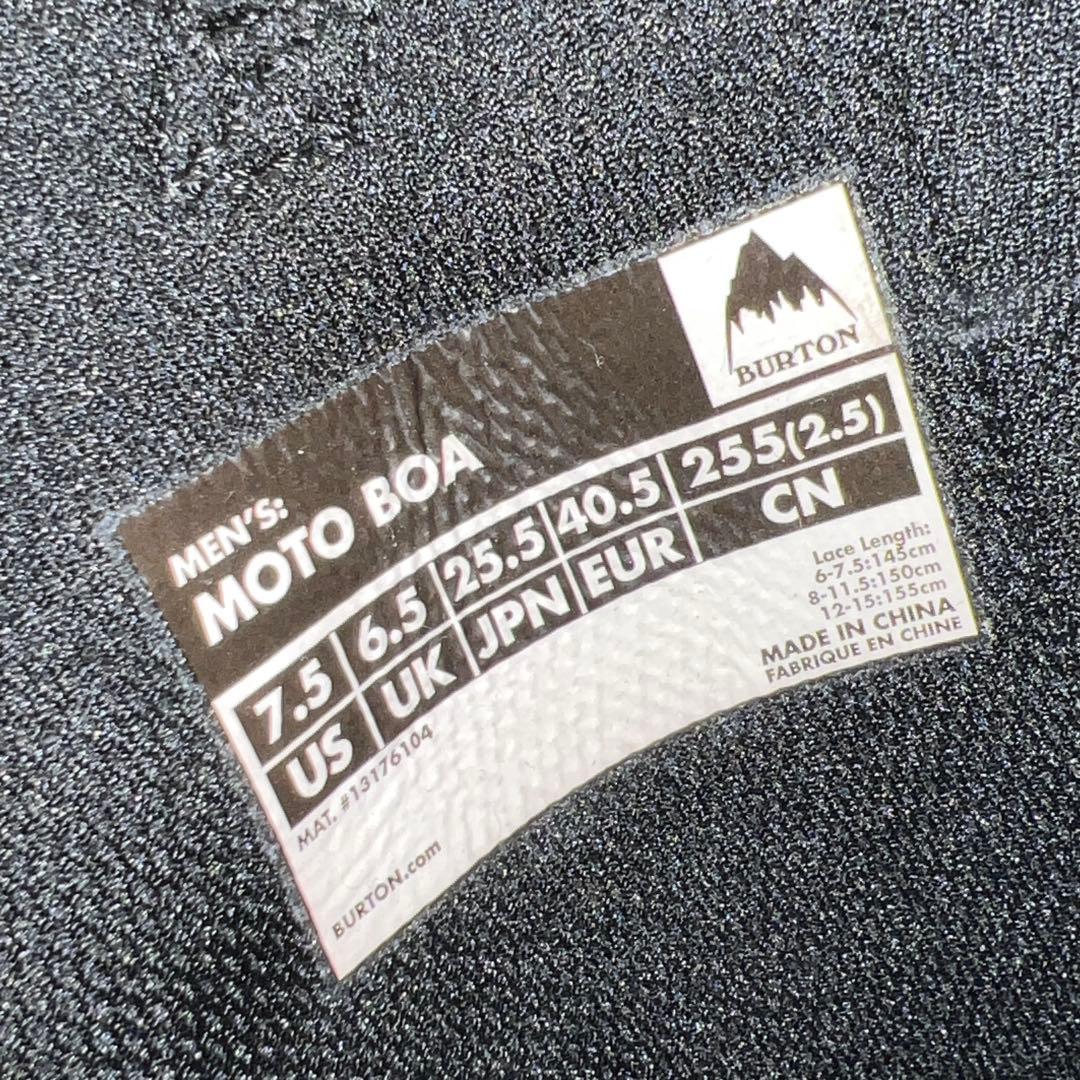 BURTON
MEN'S:
MOTO BOA
7.5 6.5 25.5 40.5 255(2.5)
US UK JPN EUR CN
Lace Length:
6-7.5:145cm
8-11.5:150cm
12-15:155cm
MADE IN CHINA
FABRIQUE EN CHINE
MAT. #13176104
BURTON.com